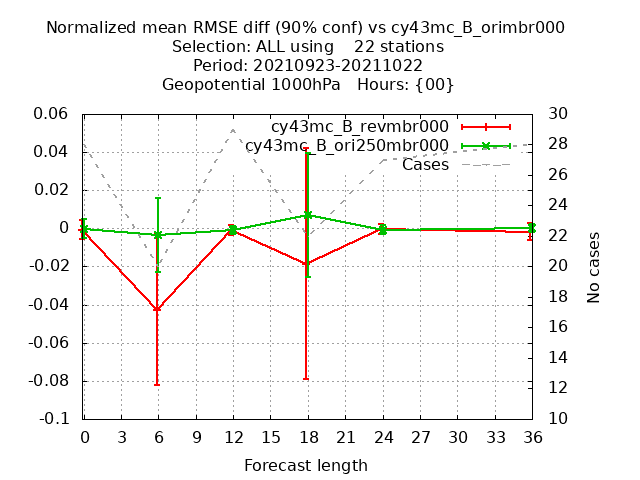 Normalized mean RMSE diff (90% conf) vs cy43mc_B_orimbr000
Selection: ALL using 22 stations
Period: 20210923-20211022
Geopotential 1000hPa Hours: {00}
cy43mc_B_revmbr000
cy43mc_B_ori250mbr000
Cases
0.06
0.04
0.02
0
-0.02
-0.04
-0.06
-0.08
-0.1
30
28
26
24
22
20
18
16
14
12
10
No cases
0 3 6 9 12 15 18 21 24 27 30 33 36
Forecast length